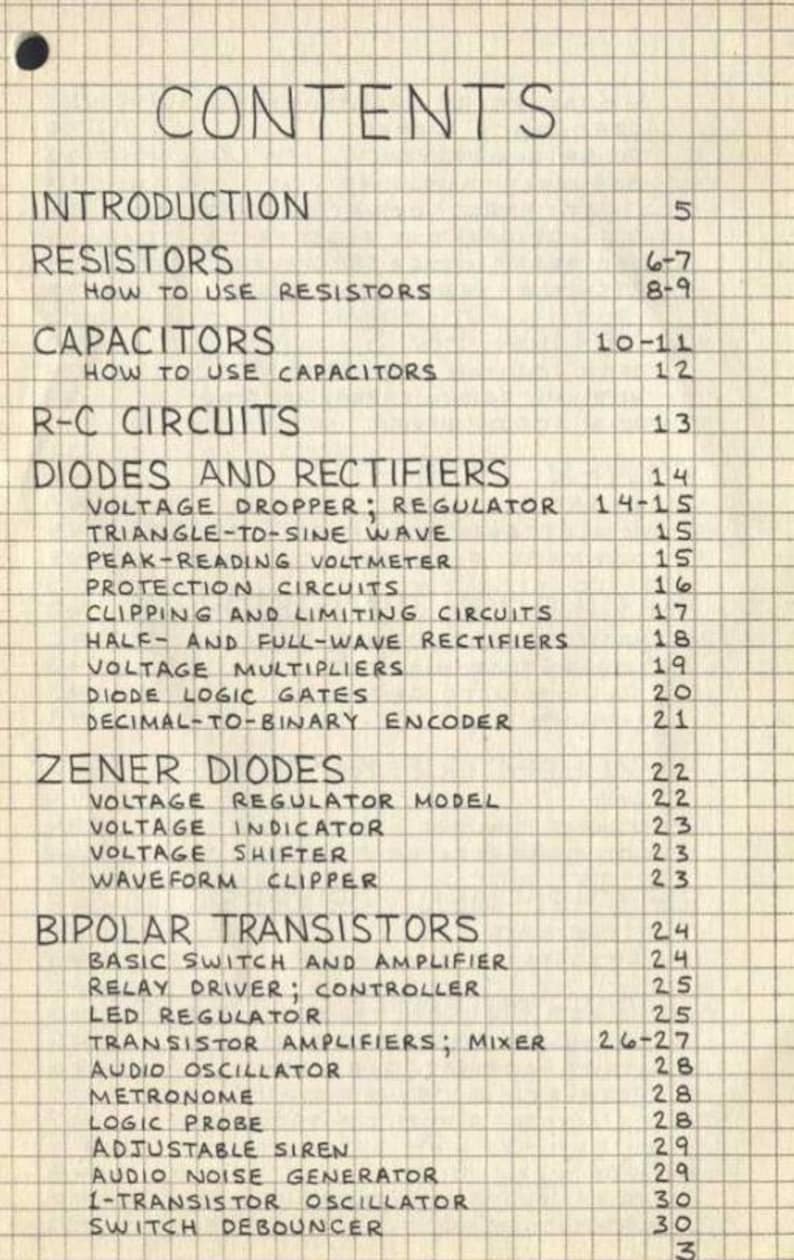 CONTENTS
INTRODUCTION 5
RESISTORS 6-7
HOW TO USE RESISTORS 8-9
CAPACITORS 10-11
HOW TO USE CAPACITORS 12
R-C CIRCUITS 13
DIODES AND RECTIFIERS 14
VOLTAGE DROPPER; REGULATOR 14-15
TRIANGLE-TO-SINE WAVE 15
PEAK-READING VOLTMETER 15
PROTECTION CIRCUITS 16
CLIPPING AND LIMITING CIRCUITS 17
HALF- AND FULL-WAVE RECTIFIERS 18
VOLTAGE MULTIPLIERS 19
DIODE LOGIC GATES 20
DECIMAL-TO-BINARY ENCODER 21
ZENER DIODES 22
VOLTAGE REGULATOR MODEL 22
VOLTAGE INDICATOR 23
VOLTAGE SHIFTER 23
WAVEFORM CLIPPER 23
BIPOLAR TRANSISTORS 24
BASIC SWITCH AND AMPLIFIER 24
RELAY DRIVER; CONTROLLER 25
LED REGULATOR 25
TRANSISTOR AMPLIFIERS; MIXER 26-27
AUDIO OSCILLATOR 28
METRONOME 28
LOGIC PROBE 28
ADJUSTABLE SIREN 29
AUDIO NOISE GENERATOR 29
1-TRANSISTOR OSCILLATOR 30
SWITCH DEBOUNCER 30
3